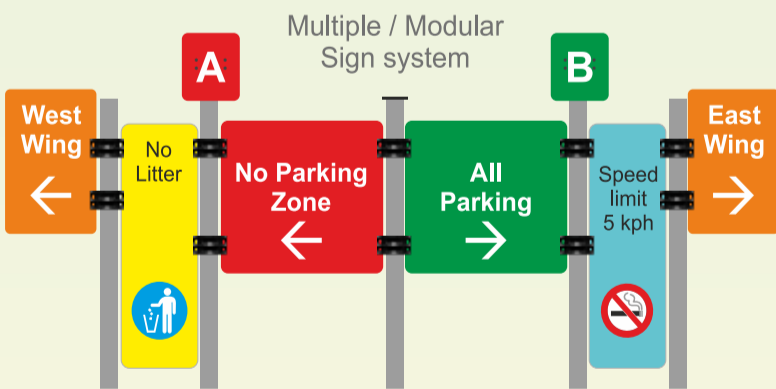 Multiple / Modular
Sign system
A
B
West
Wing
No
Litter
No Parking
Zone
All
Parking
Speed
limit
5 kph
East
Wing